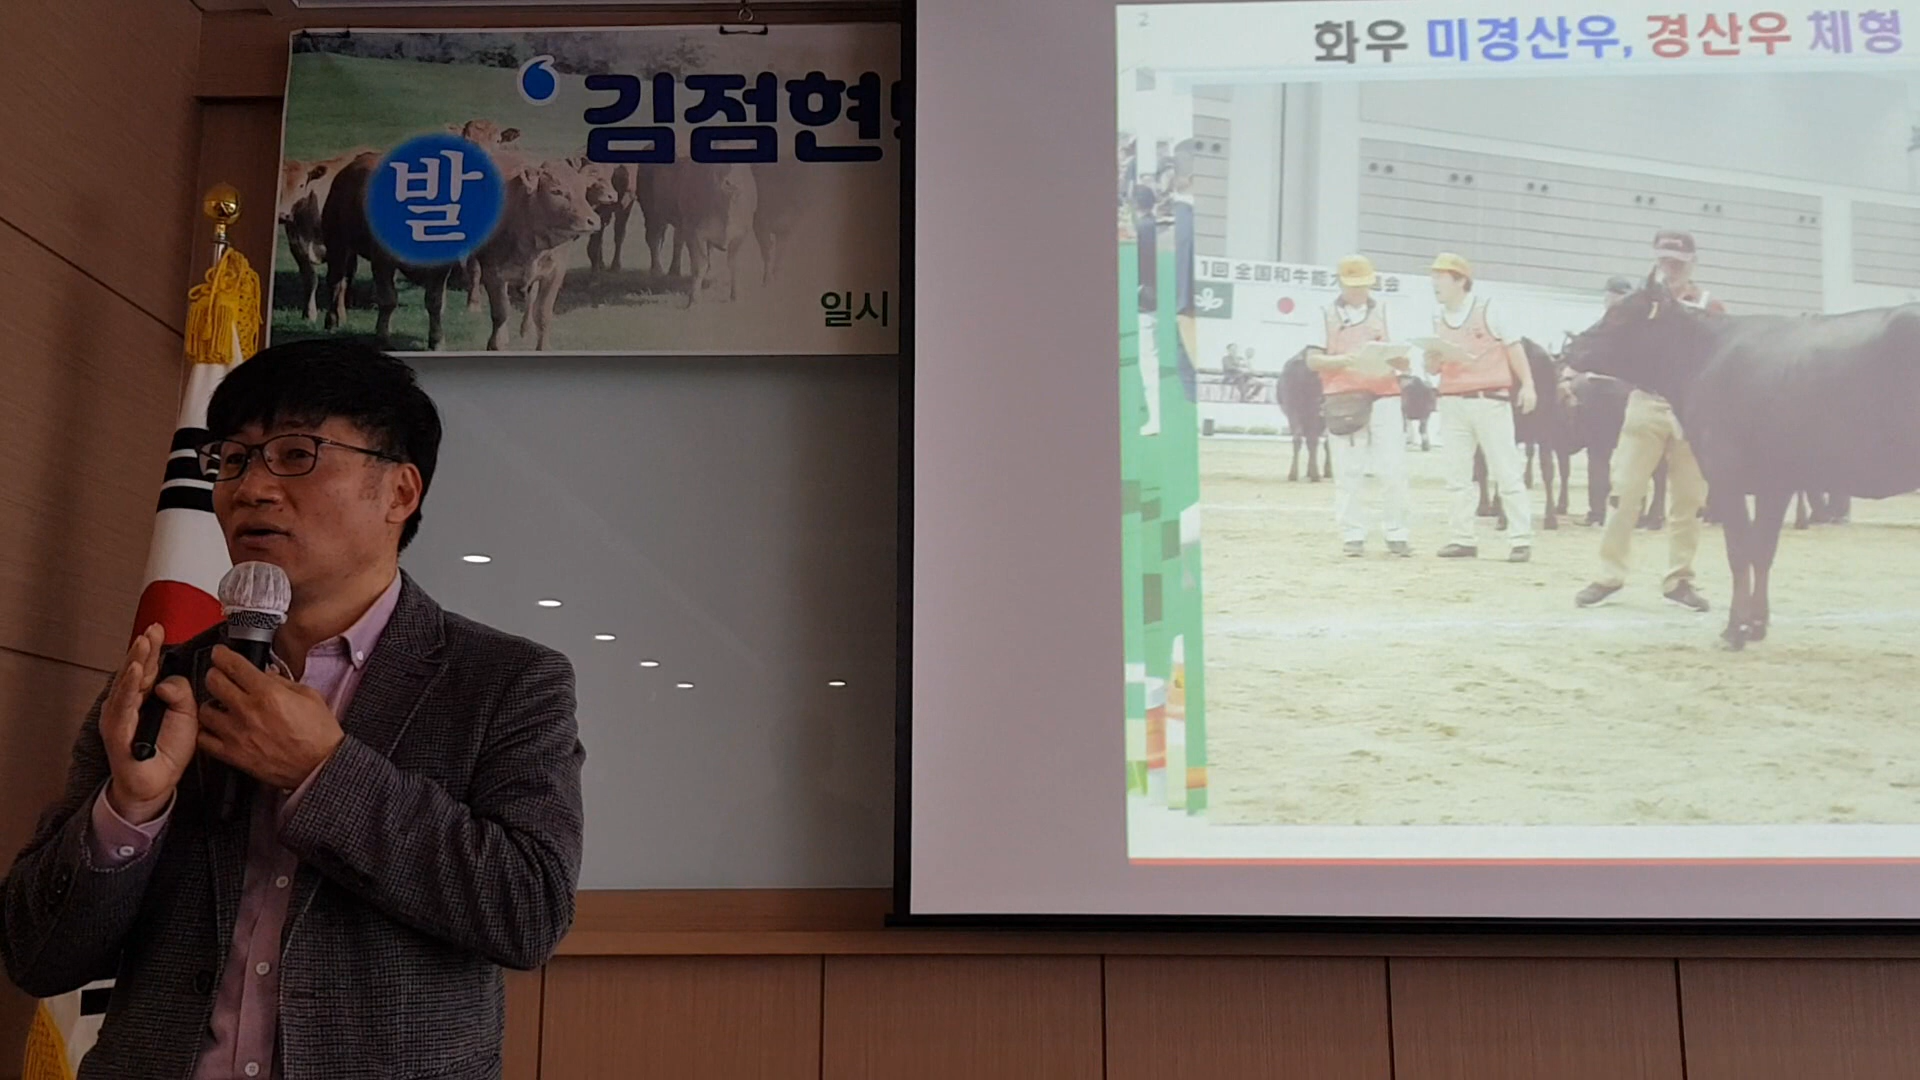 김점현
발
일시
2
화우 미경산우, 경산우 체형
1回 全国和牛能